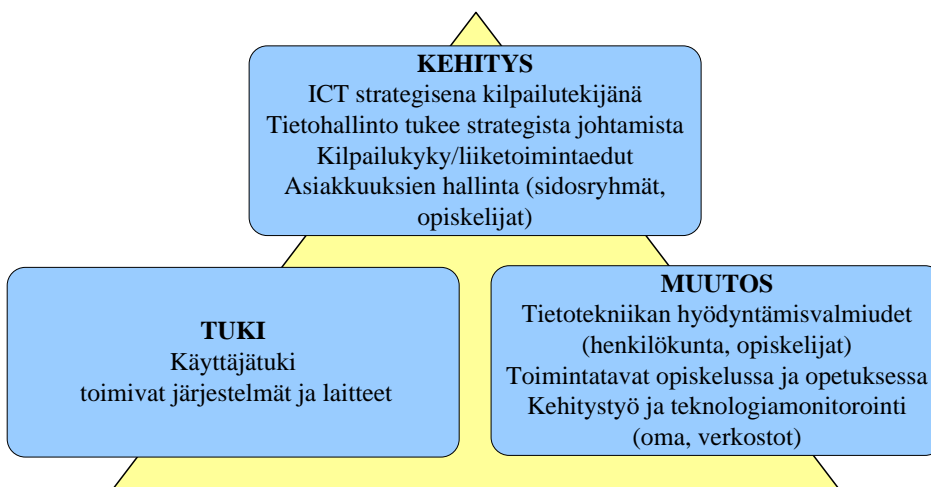 KEHITYS
ICT strategisena kilpailutekijänä
Tietohallinto tukee strategista johtamista
Kilpailukyky/liiketoimintaedut
Asiakkuuksien hallinta (sidosryhmät,
opiskelijat)
TUKI
Käyttäjätuki
toimivat järjestelmät ja laitteet
MUUTOS
Tietotekniikan hyödyntämisvalmiudet
(henkilökunta, opiskelijat)
Toimintatavat opiskelussa ja opetuksessa
Kehitystyö ja teknologiamonitorointi
(oma, verkostot)